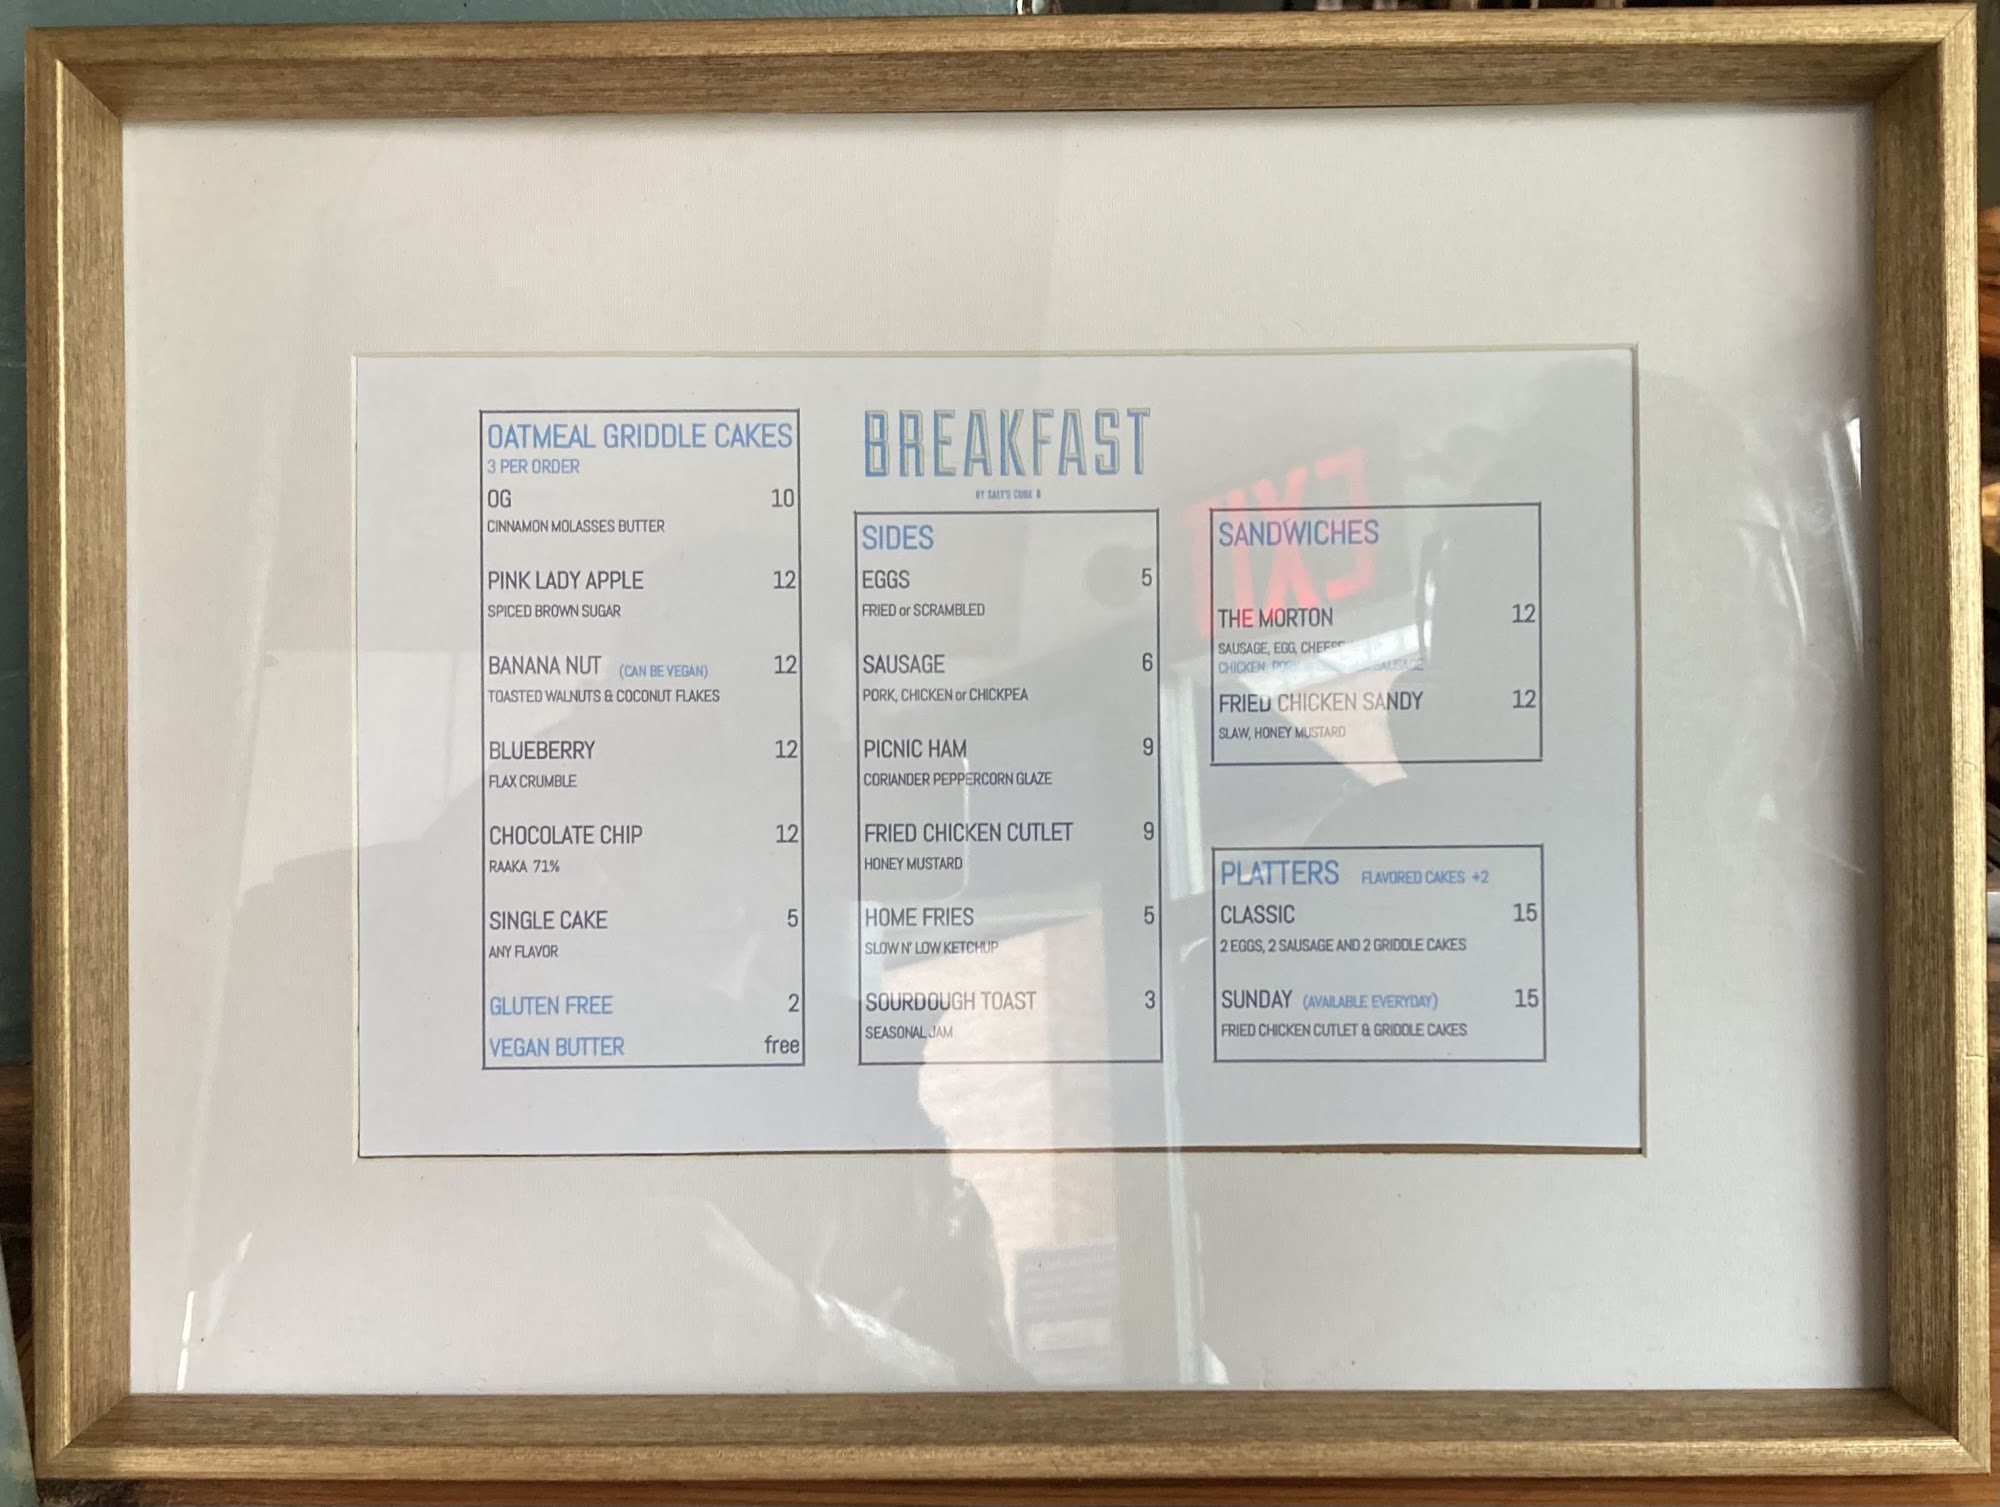 OATMEAL GRIDDLE CAKES
3 PER ORDER
OG 10
CINNAMON MOLASSES BUTTER
PINK LADY APPLE 12
SPICED BROWN SUGAR
BANANA NUT (CAN BE VEGAN) 12
TOASTED WALNUTS & COCONUT FLAKES
BLUEBERRY 12
FLAX CRUMBLE
CHOCOLATE CHIP 12
RAAKA 71%
SINGLE CAKE 5
ANY FLAVOR
GLUTEN FREE 2
VEGAN BUTTER free
BREAKFAST
BY
SIDES
EGGS 5
FRIED or SCRAMBLED
SAUSAGE 6
PORK, CHICKEN or CHICKPEA
PICNIC HAM 9
CORIANDER PEPPERCORN GLAZE
FRIED CHICKEN CUTLET 9
HONEY MUSTARD
HOME FRIES 5
SLOW N' LOW KETCHUP
SOURDOUGH TOAST 3
SEASONAL JAM
EXIT
SANDWICHES
THE MORTON 12
SAUSAGE, EGG, CHEESE
CHICKEN, PORK SAUSAGE
FRIED CHICKEN SANDY 12
SLAW, HONEY MUSTARD
PLATTERS FLAVORED CAKES +2
CLASSIC 15
2 EGGS, 2 SAUSAGE AND 2 GRIDDLE CAKES
SUNDAY (AVAILABLE EVERYDAY) 15
FRIED CHICKEN CUTLET & GRIDDLE CAKES